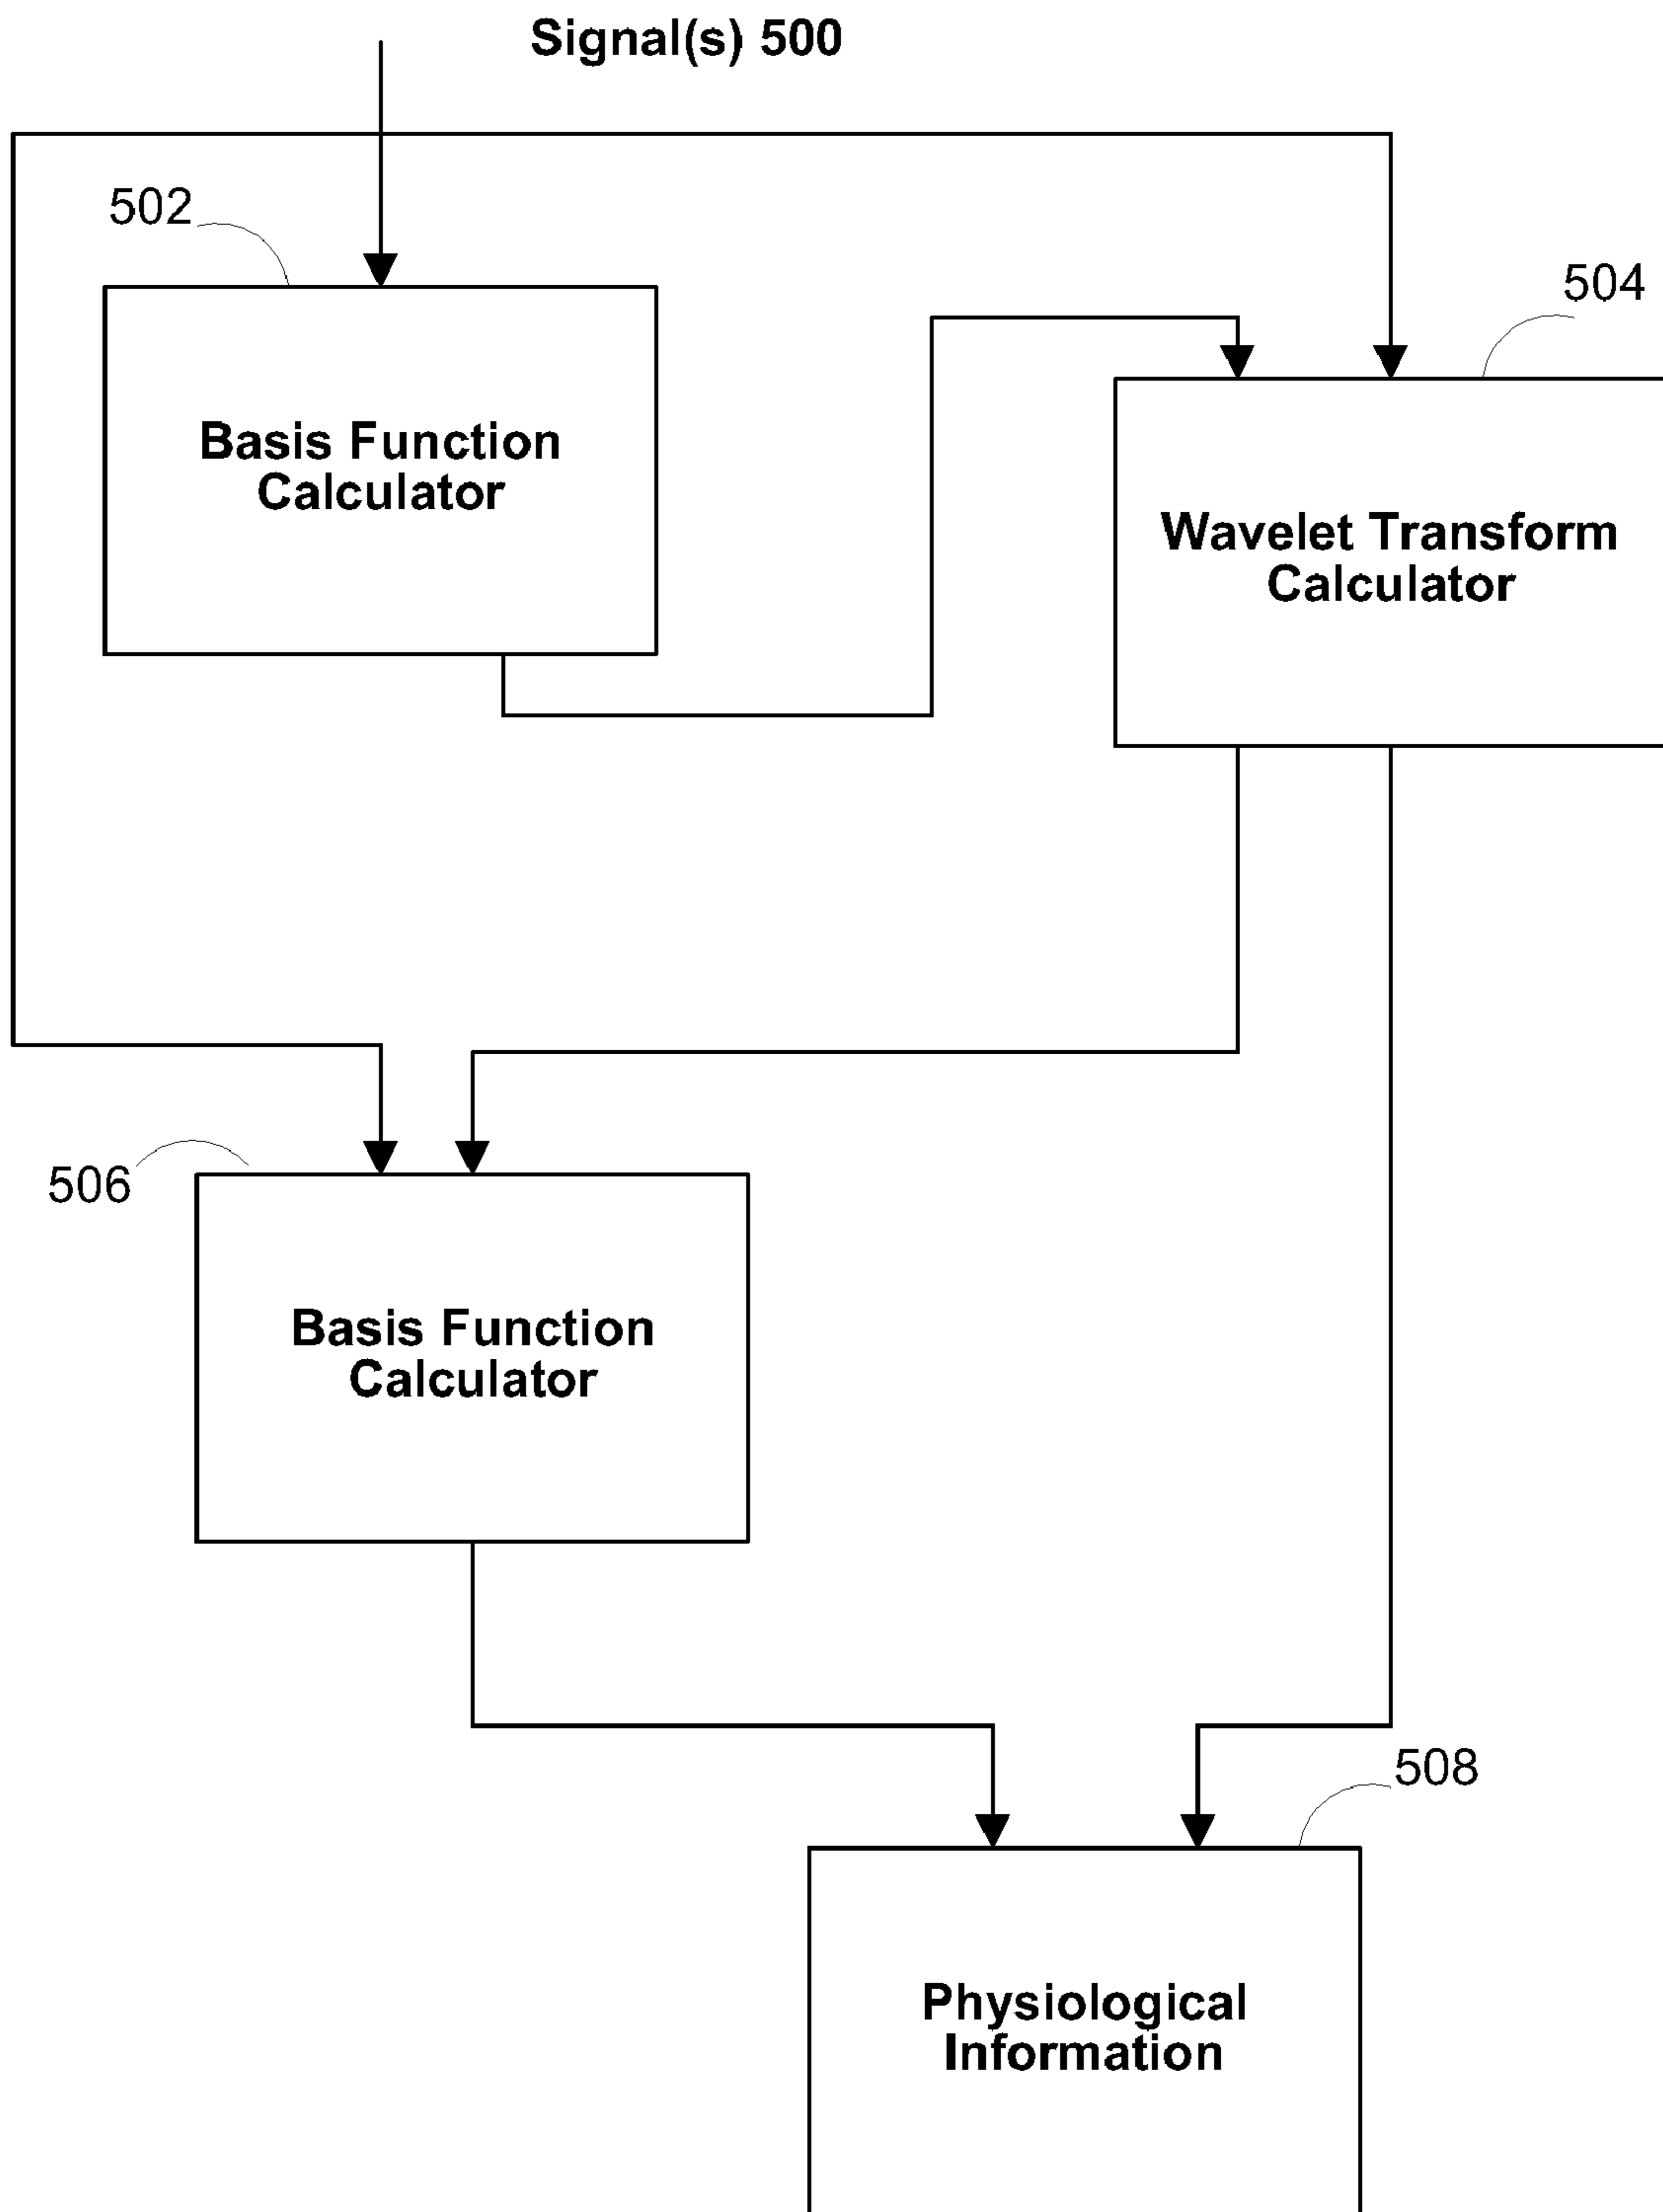 Signal(s) 500
502
504
Basis Function
Calculator
Wavelet Transform
Calculator
506
Basis Function
Calculator
508
Physiological
Information